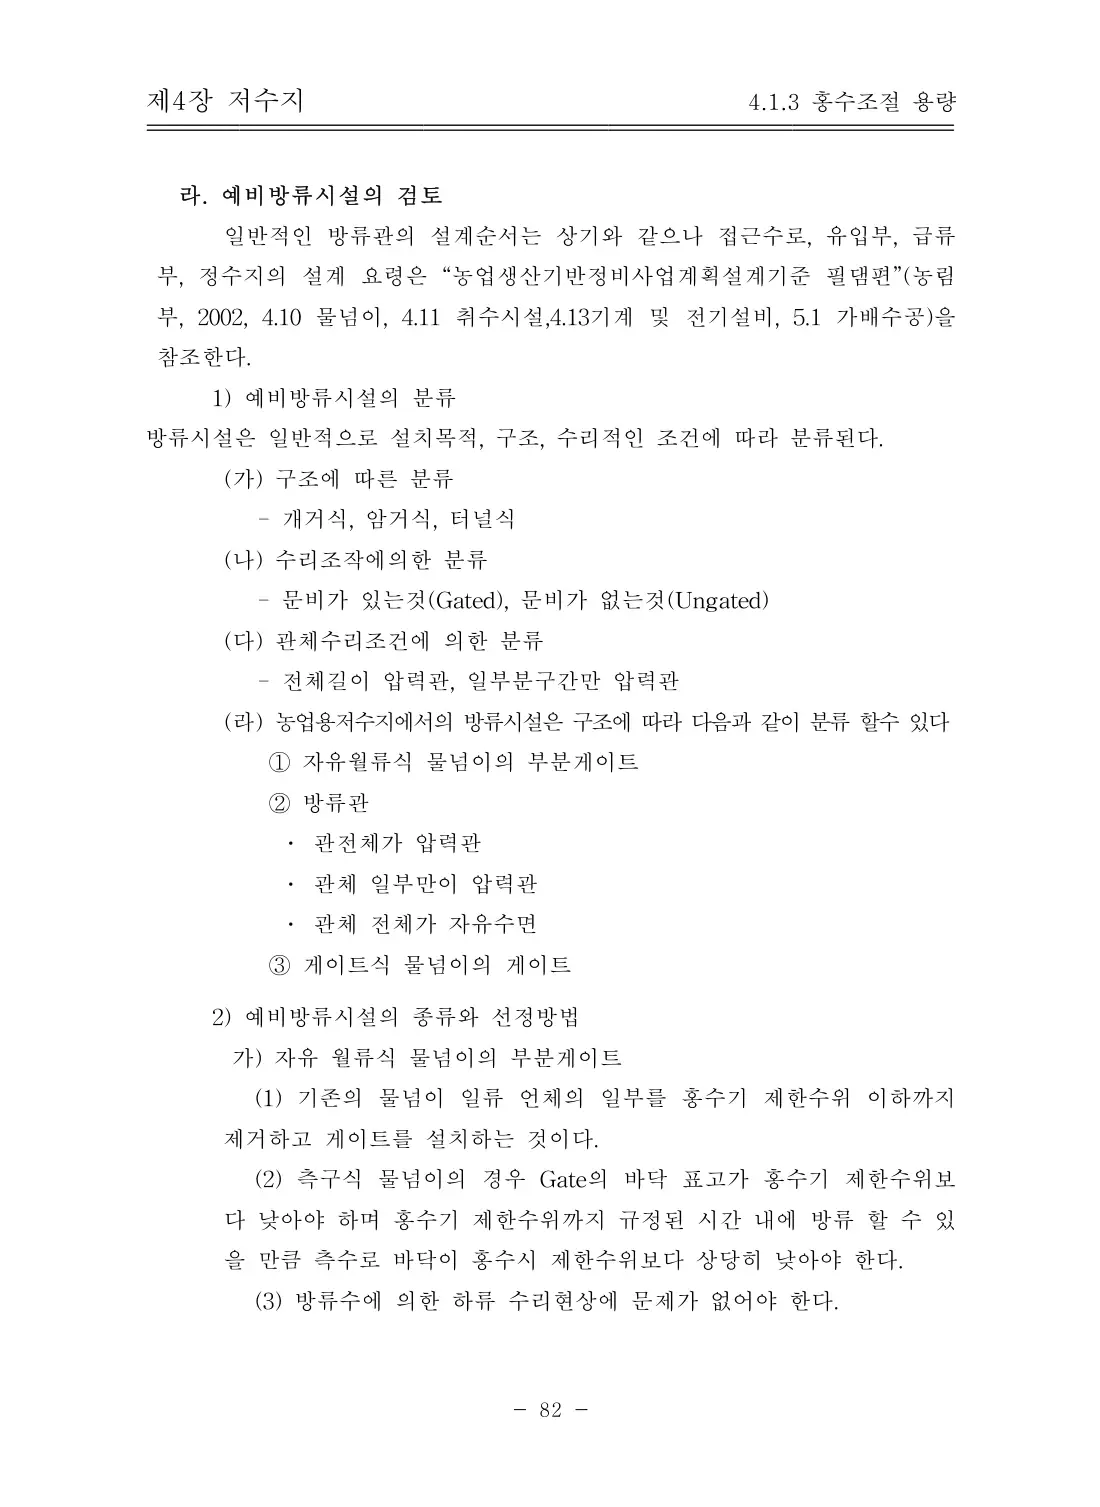 제4장 저수지
4.1.3 홍수조절 용량
라. 예비방류시설의 검토
일반적인 방류관의 설계순서는 상기와 같으나 접근수로, 유입부, 급류
부, 정수지의 설계 요령은 “농업생산기반정비사업계획설계기준 필댐편”(농림
부, 2002, 4.10 물넘이, 4.11 취수시설,4.13기계 및 전기설비, 5.1 가배수공)을
참조한다.
1) 예비방류시설의 분류
방류시설은 일반적으로 설치목적, 구조, 수리적인 조건에 따라 분류된다.
(가) 구조에 따른 분류
- 개거식, 암거식, 터널식
(나) 수리조작에의한 분류
- 문비가 있는것(Gated), 문비가 없는것(Ungated)
(다) 관체수리조건에 의한 분류
- 전체길이 압력관, 일부분구간만 압력관
(라) 농업용저수지에서의 방류시설은 구조에 따라 다음과 같이 분류 할수 있다
① 자유월류식 물넘이의 부분게이트
② 방류관
· 관전체가 압력관
· 관체 일부만이 압력관
· 관체 전체가 자유수면
③ 게이트식 물넘이의 게이트
2) 예비방류시설의 종류와 선정방법
가) 자유 월류식 물넘이의 부분게이트
(1) 기존의 물넘이 일류 언체의 일부를 홍수기 제한수위 이하까지
제거하고 게이트를 설치하는 것이다.
(2) 측구식 물넘이의 경우 Gate의 바닥 표고가 홍수기 제한수위보
다 낮아야 하며 홍수기 제한수위까지 규정된 시간 내에 방류 할 수 있
을 만큼 측수로 바닥이 홍수시 제한수위보다 상당히 낮아야 한다.
(3) 방류수에 의한 하류 수리현상에 문제가 없어야 한다.
- 82 -